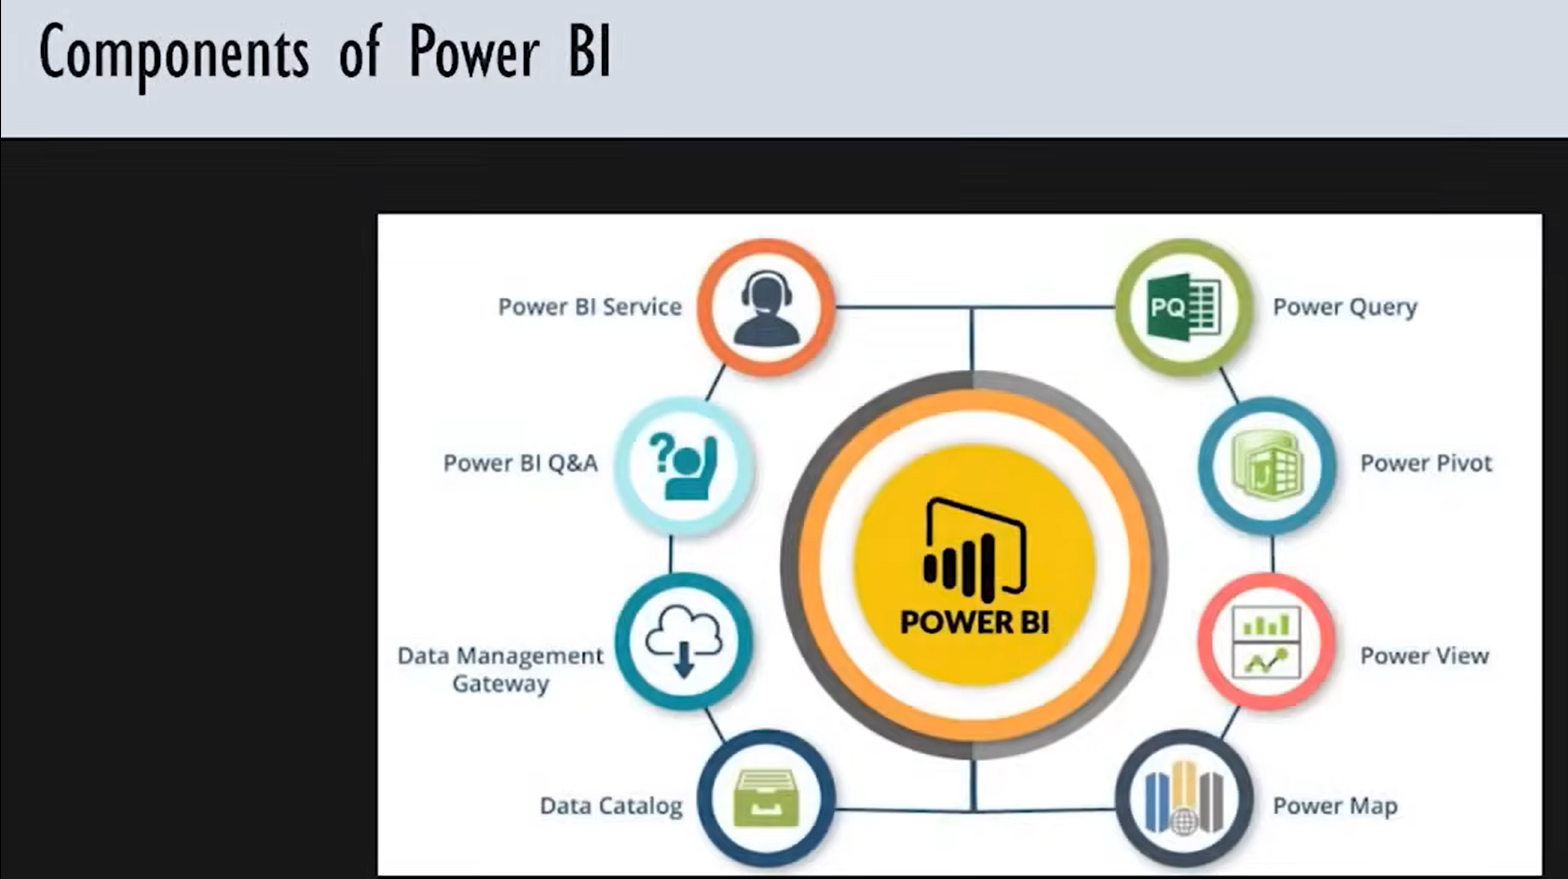 Components of Power BI
Power BI Service
PQ
Power Query
Power BI Q&A
?
Power Pivot
POWER BI
Data Management
Gateway
Power View
Data Catalog
Power Map